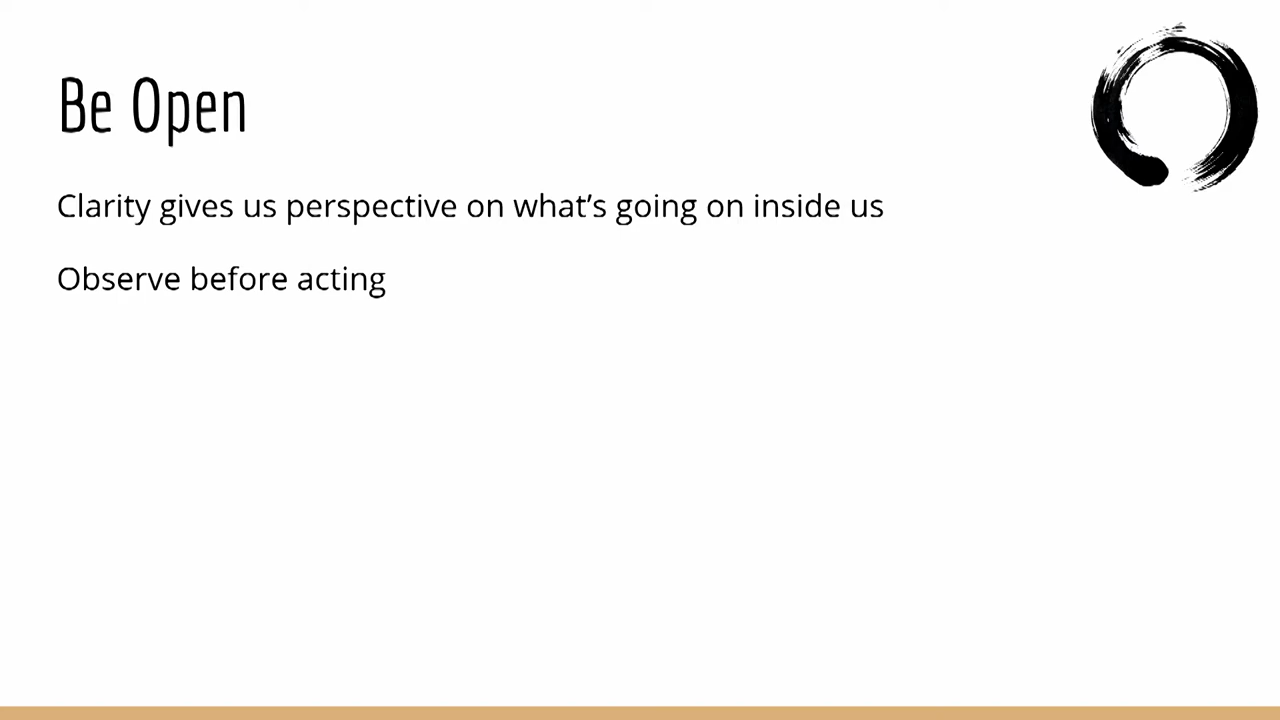 Be Open
Clarity gives us perspective on what’s going on inside us
Observe before acting